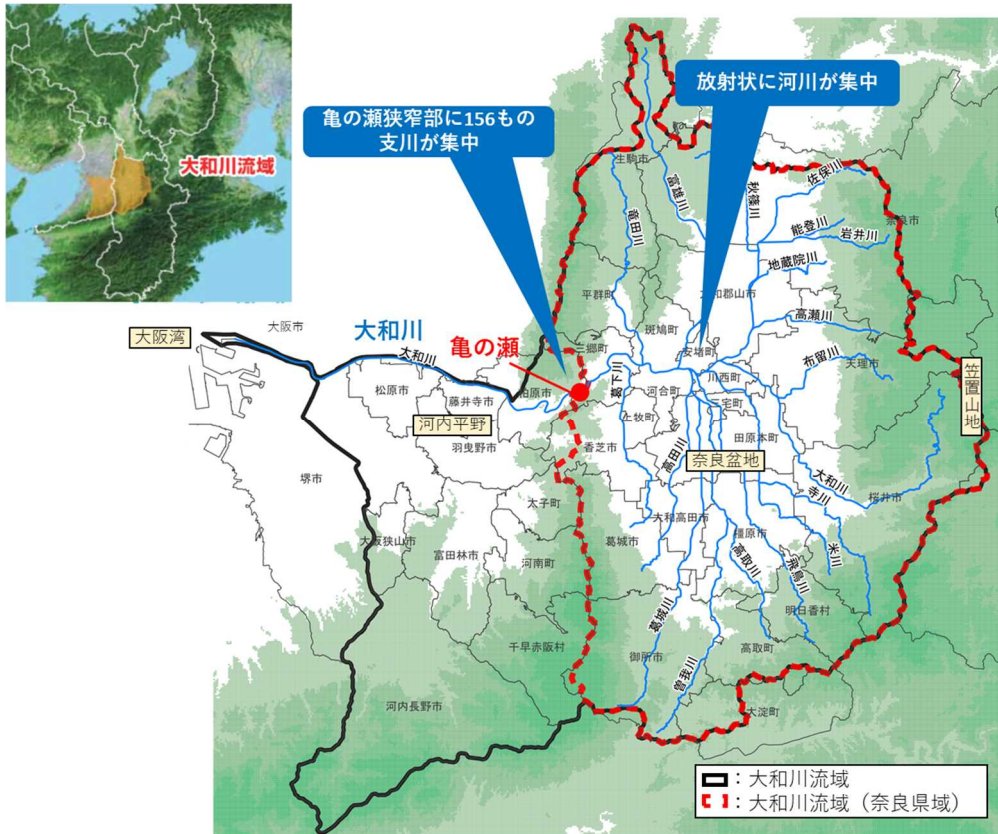 大和川流域
亀の瀬狭窄部に156もの
支川が集中
放射状に河川が集中
生駒市
富雄川
秋篠川
佐保川
竜田川
能登川
岩井川
奈良市
地蔵院川
平群町
大和郡山市
斑鳩町
高瀬川
大阪湾
大阪市
大和川
大和川
亀の瀬
三郷町
安堵町
布留川
天理市
笠置山地
松原市
藤井寺市
柏原市
葛下川
河合町
川西町
三宅町
河内平野
上牧町
羽曳野市
香芝市
高田川
田原本町
奈良盆地
堺市
大和川
寺川
桜井市
太子町
大和高田市
大阪狭山市
富田林市
葛城市
橿原市
米川
河南町
高取川
飛鳥川
葛城川
明日香村
千早赤阪村
御所市
曽我川
高取町
河内長野市
大淀町
：大和川流域
：大和川流域（奈良県域）